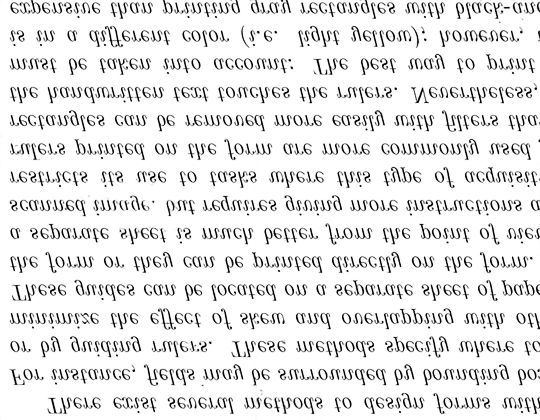 There exist several methods to design forms with
For instance, fields may be surrounded by bounding bo
or by guiding rulers. These methods specify where to
minimize the effect of skew and overlapping with oth
These guides can be located on a separate sheet of pape
the form or they can be printed directly on the form.
a separate sheet is much better from the point of view
scanned image. but requires giving more instructions a
restricts its use to tasks where this type of acquisit
rulers printed on the form are more commonly used
rectangles can be removed more easily with filters tha
the handwritten text touches the rulers. Nevertheless,
must be taken into account: The best way to print
is in a different color (i.e. light yellow); however,
expensive than printing gray rectangles with black-and